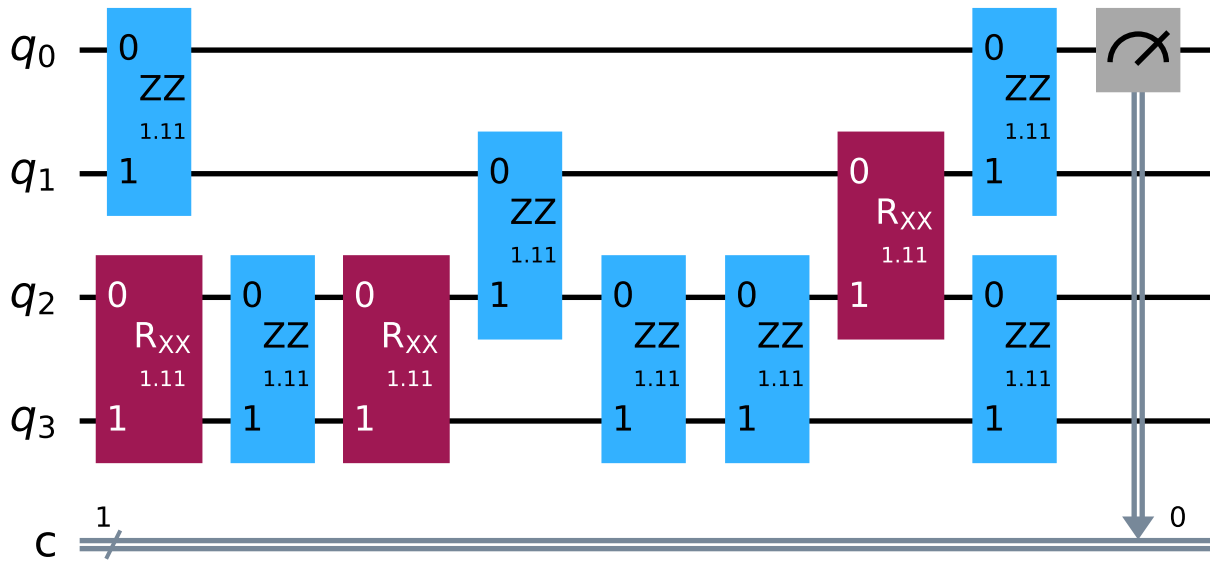 q0 0 ZZ 1.11 1 0 ZZ 1.11 1
q1 0 ZZ 1.11 1 0 RXX 1.11 1
q2 0 RXX 1.11 1 0 ZZ 1.11 1 0 RXX 1.11 1 0 ZZ 1.11 1 0 ZZ 1.11 1 0 ZZ 1.11 1
q3
c 1 0